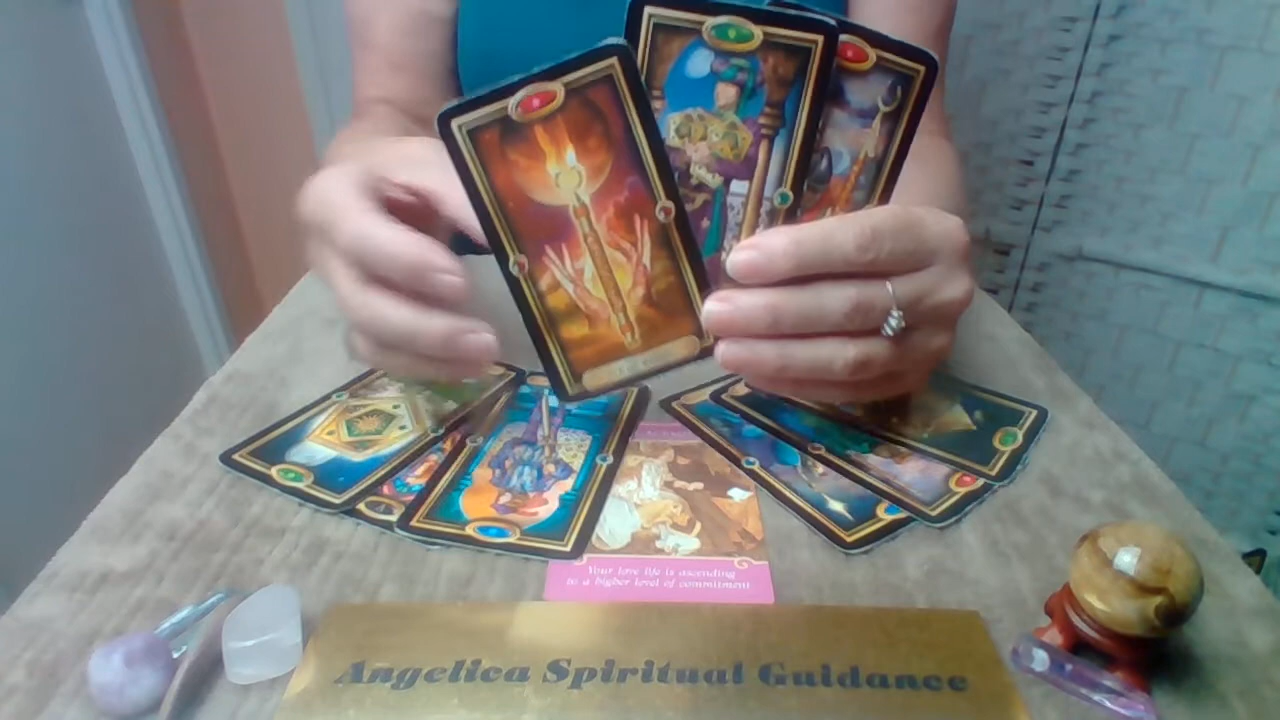 Your love life is ascending
to a higher level of commitment
Angelica Spiritual Guidance